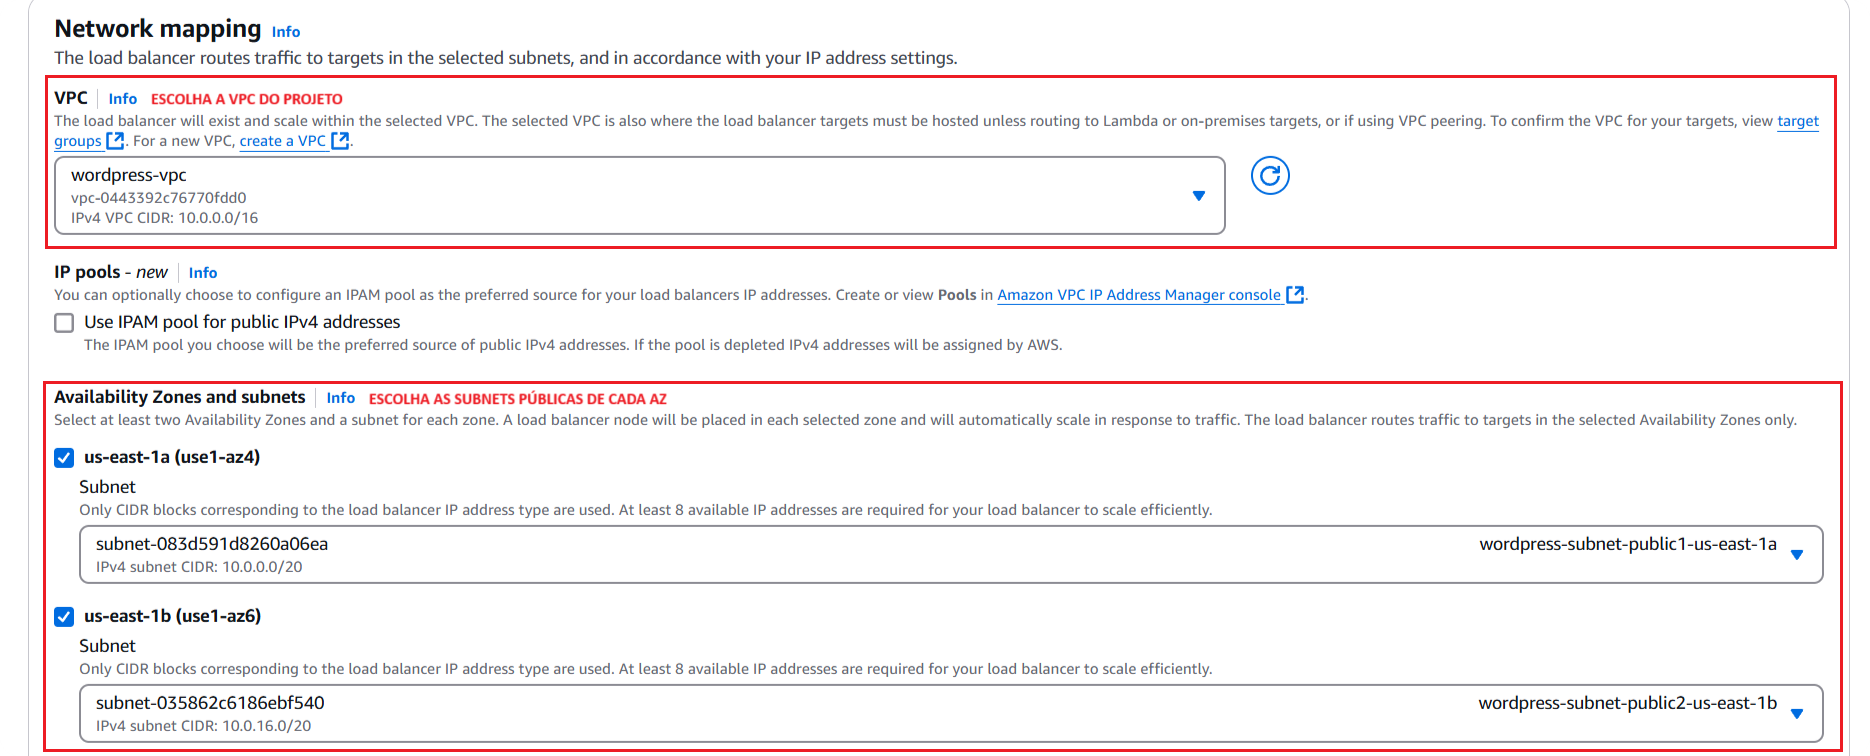 Network mapping Info
The load balancer routes traffic to targets in the selected subnets, and in accordance with your IP address settings.
VPC Info ESCOLHA A VPC DO PROJETO
The load balancer will exist and scale within the selected VPC. The selected VPC is also where the load balancer targets must be hosted unless routing to Lambda or on-premises targets, or if using VPC peering. To confirm the VPC for your targets, view target
groups. For a new VPC, create a VPC.
wordpress-vpc
vpc-0443392c76770fdd0
IPv4 VPC CIDR: 10.0.0.0/16
IP pools - new Info
You can optionally choose to configure an IPAM pool as the preferred source for your load balancers IP addresses. Create or view Pools in Amazon VPC IP Address Manager console.
Use IPAM pool for public IPv4 addresses
The IPAM pool you choose will be the preferred source of public IPv4 addresses. If the pool is depleted IPv4 addresses will be assigned by AWS.
Availability Zones and subnets Info ESCOLHA AS SUBNETS PÚBLICAS DE CADA AZ
Select at least two Availability Zones and a subnet for each zone. A load balancer node will be placed in each selected zone and will automatically scale in response to traffic. The load balancer routes traffic to targets in the selected Availability Zones only.
us-east-1a (use1-az4)
Subnet
Only CIDR blocks corresponding to the load balancer IP address type are used. At least 8 available IP addresses are required for your load balancer to scale efficiently.
subnet-083d591d8260a06ea wordpress-subnet-public1-us-east-1a
IPv4 subnet CIDR: 10.0.0.0/20
us-east-1b (use1-az6)
Subnet
Only CIDR blocks corresponding to the load balancer IP address type are used. At least 8 available IP addresses are required for your load balancer to scale efficiently.
subnet-035862c6186ebf540 wordpress-subnet-public2-us-east-1b
IPv4 subnet CIDR: 10.0.16.0/20